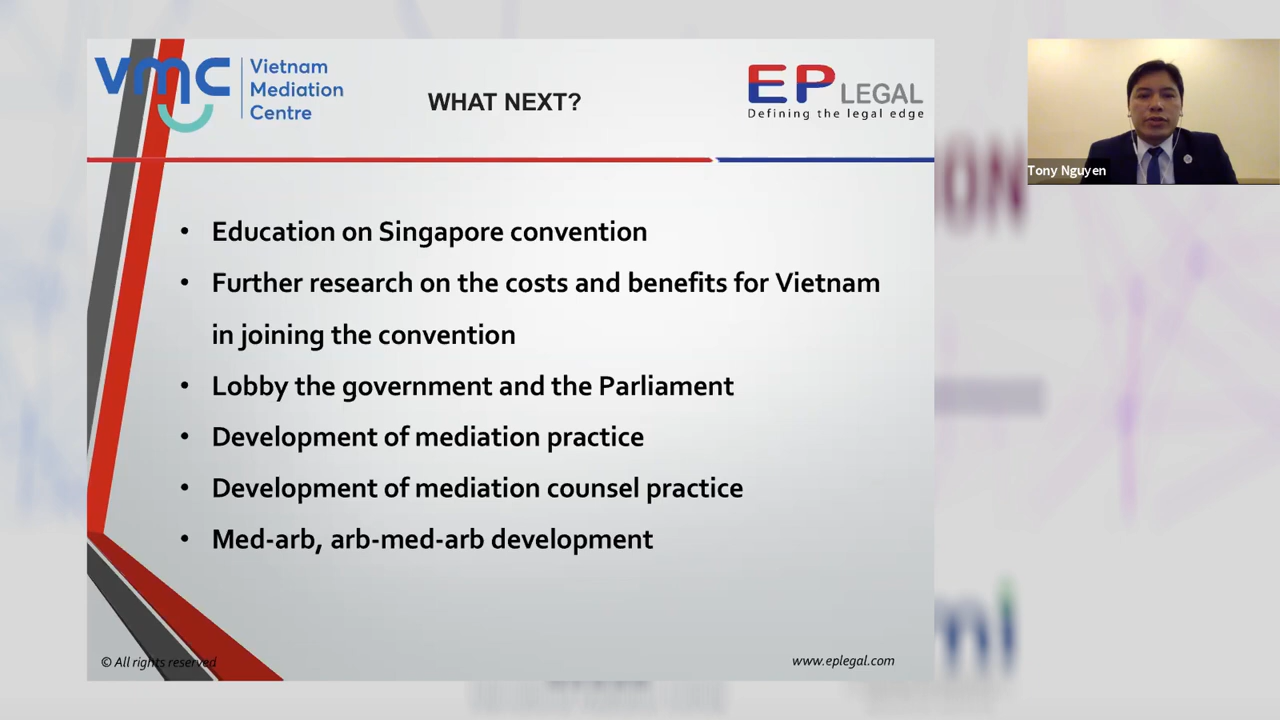 vmc
Vietnam
Mediation
Centre
WHAT NEXT?
EP LEGAL
Defining the legal edge
Tony Nguyen
• Education on Singapore convention
• Further research on the costs and benefits for Vietnam
in joining the convention
• Lobby the government and the Parliament
• Development of mediation practice
• Development of mediation counsel practice
• Med-arb, arb-med-arb development
© All rights reserved
www.eplegal.com
ON